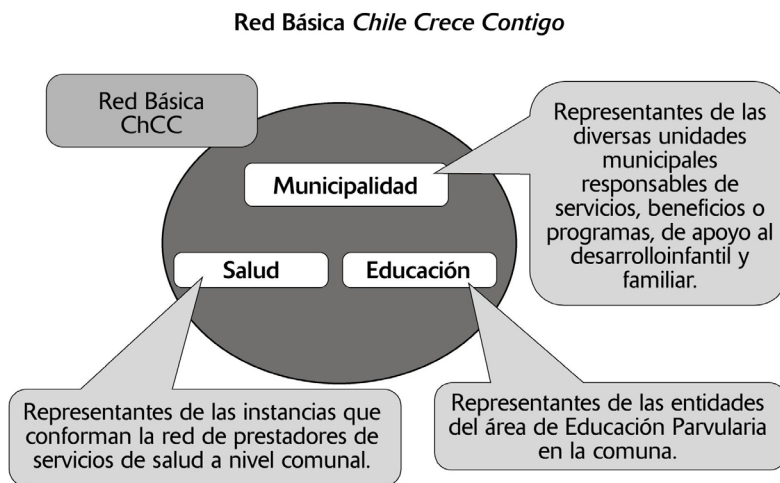 Red Básica Chile Crece Contigo
Red Básica
ChCC
Municipalidad
Representantes de las
diversas unidades
municipales
responsables de
servicios, beneficios o
programas, de apoyo al
desarrolloinfantil y
familiar.
Salud
Educación
Representantes de las instancias que
conforman la red de prestadores de
servicios de salud a nivel comunal.
Representantes de las entidades
del área de Educación Parvularia
en la comuna.